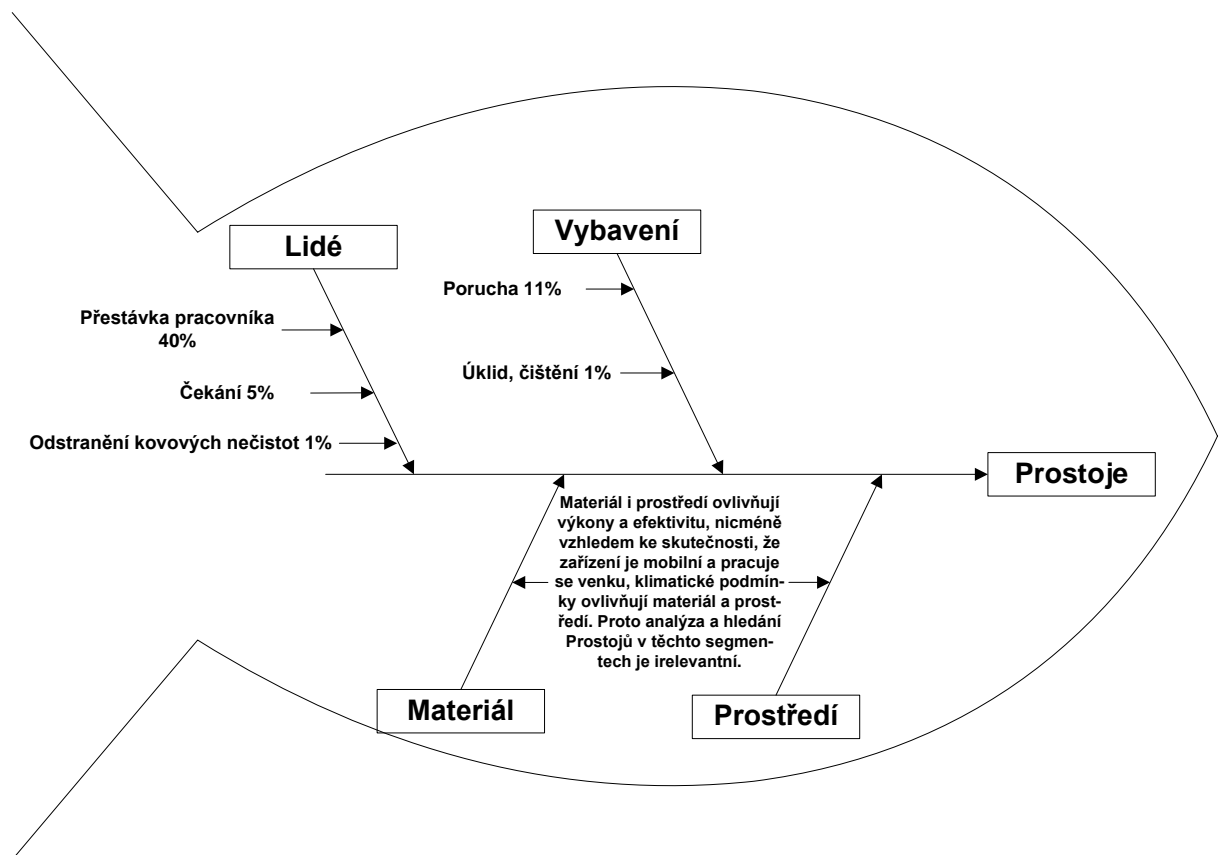 Lidé
Vybavení
Přestávka pracovníka
40%
Čekání 5%
Odstranění kovových nečistot 1%
Porucha 11%
Úklid, čištění 1%
Prostoje
Materiál i prostředí ovlivňují
výkony a efektivitu, nicméně
vzhledem ke skutečnosti, že
zařízení je mobilní a pracuje
se venku, klimatické podmín-
ky ovlivňují materiál a prost-
ředí. Proto analýza a hledání
Prostojů v těchto segmen-
tech je irelevantní.
Materiál
Prostředí